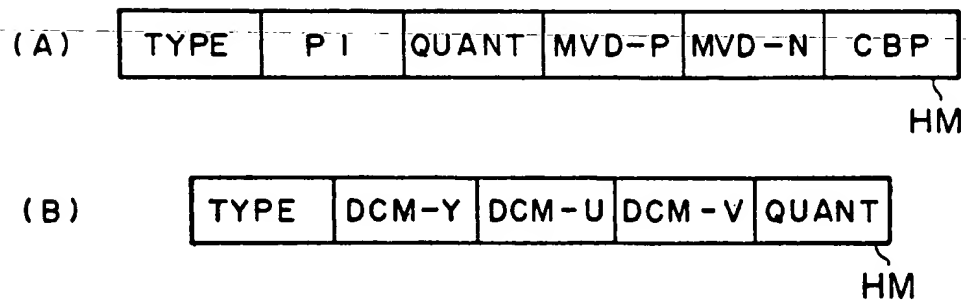 (A) TYPE PI QUANT MVD-P MVD-N CBP
HM
(B) TYPE DCM-Y DCM-U DCM-V QUANT
HM